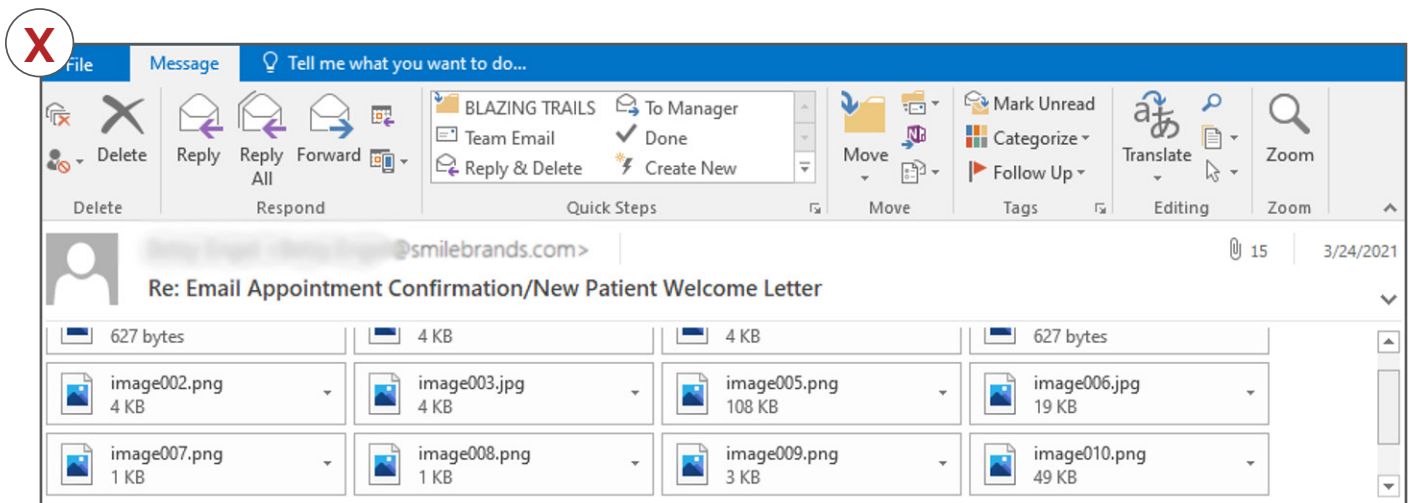 X
File Message Tell me what you want to do...
BLAZING TRAILS To Manager
Team Email Done
Reply & Delete Create New
Delete Reply Reply All Forward Move Mark Unread
Categorize
Follow Up
Translate Zoom
Delete Respond Quick Steps Move Tags Editing Zoom
@smilebrands.com> 15 3/24/2021
Re: Email Appointment Confirmation/New Patient Welcome Letter
627 bytes 4 KB 4 KB 627 bytes
image002.png image003.jpg image005.png image006.jpg
4 KB 4 KB 108 KB 19 KB
image007.png image008.png image009.png image010.png
1 KB 1 KB 3 KB 49 KB